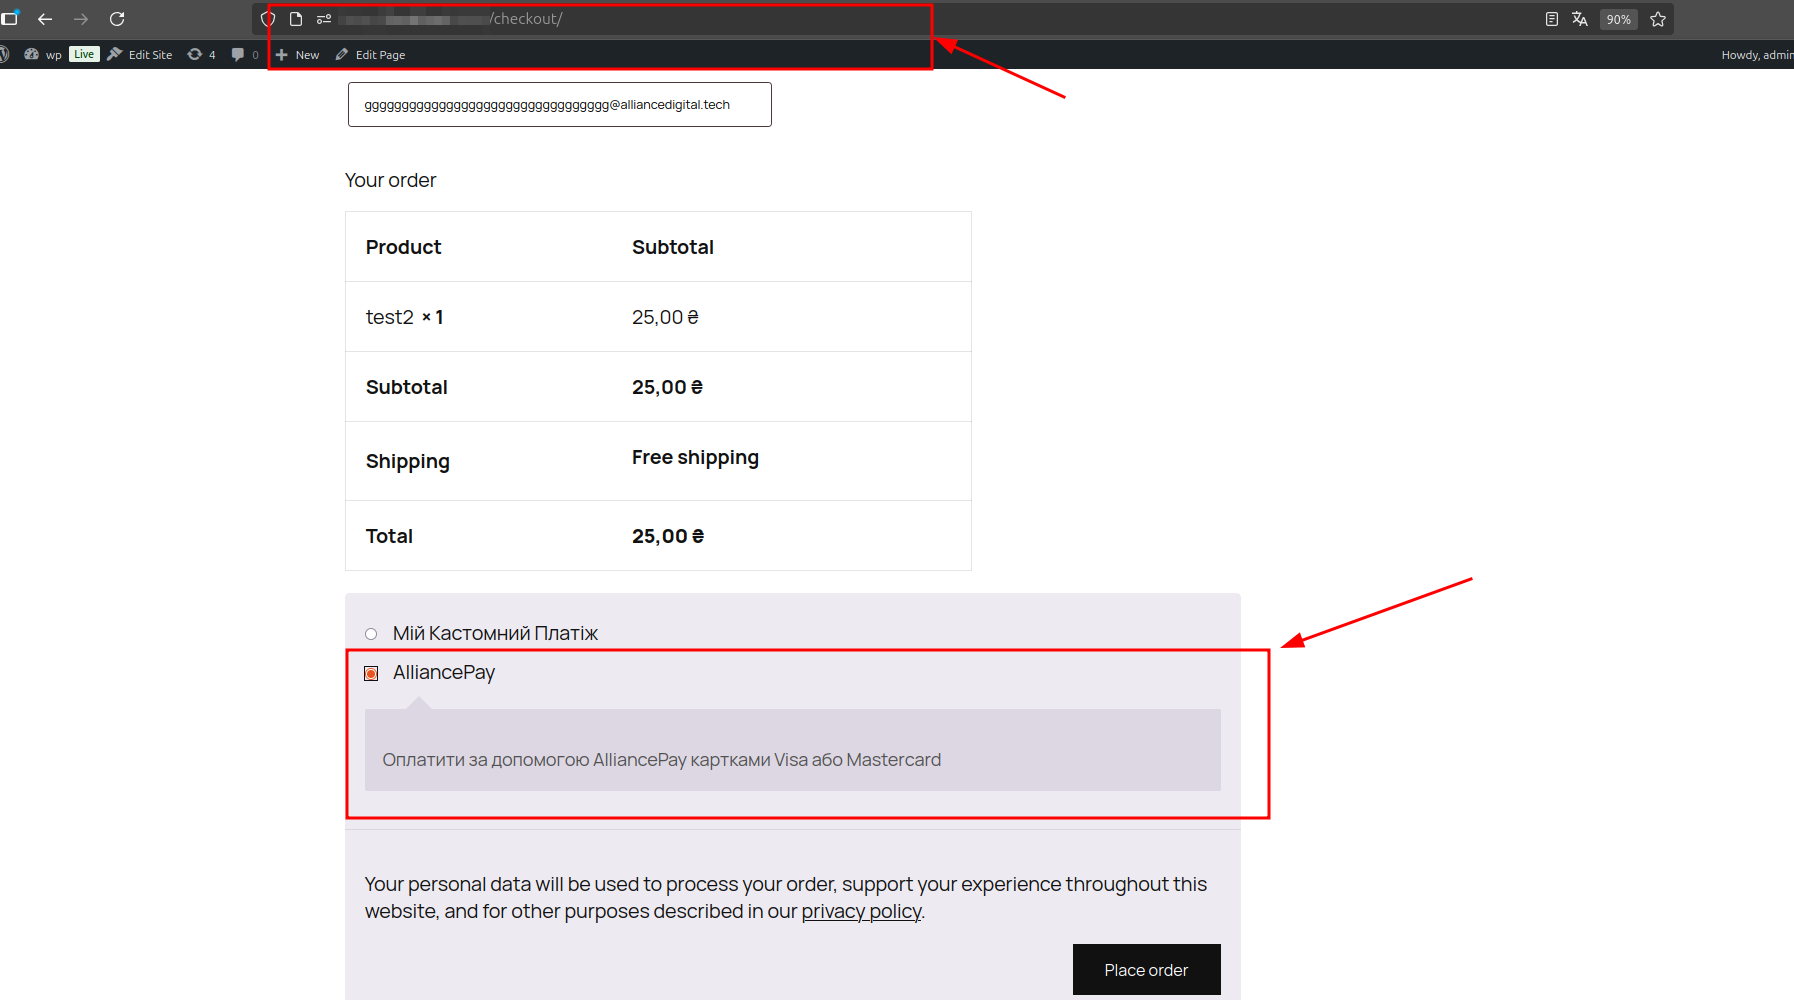 /checkout/
90%
wp Live Edit Site 4 0 New Edit Page Howdy, admin
gggggggggggggggggggggggggggggggggg@alliancedigital.tech
Your order
Product Subtotal
test2 × 1 25,00 ₴
Subtotal 25,00 ₴
Shipping Free shipping
Total 25,00 ₴
Мій Кастомний Платіж
AlliancePay
Оплатити за допомогою AlliancePay картками Visa або Mastercard
Your personal data will be used to process your order, support your experience throughout this
website, and for other purposes described in our privacy policy.
Place order